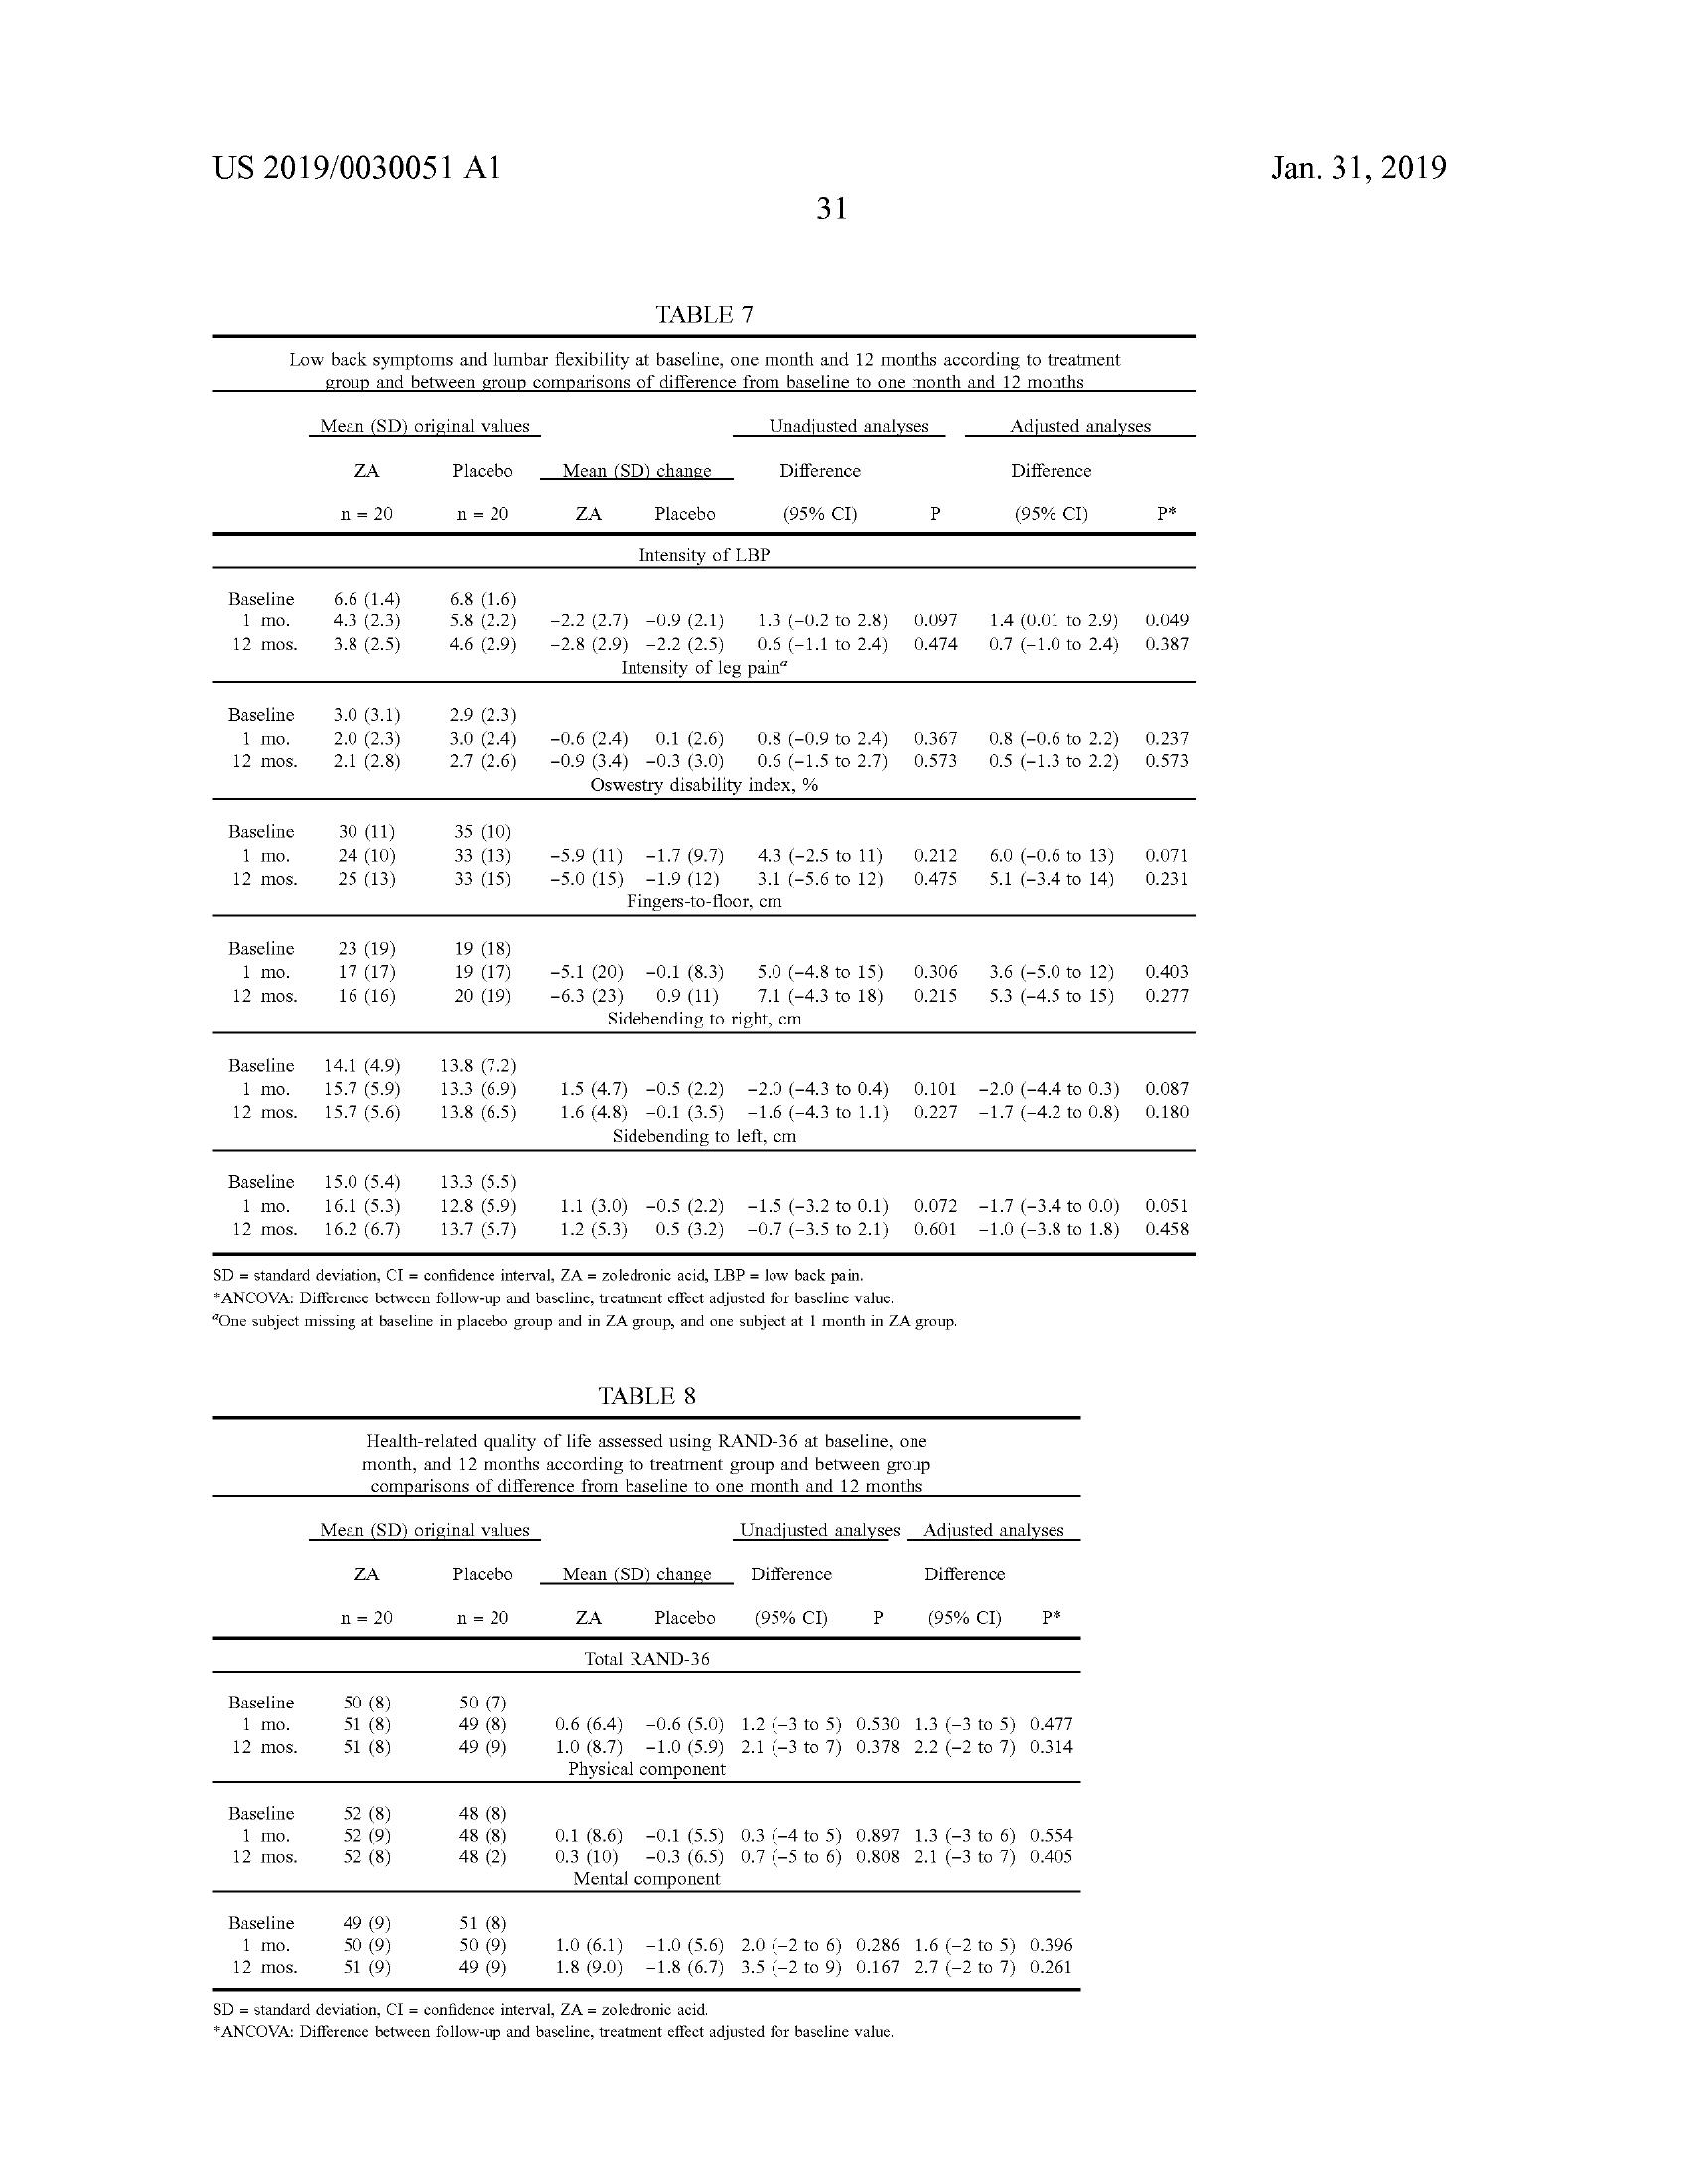 US 2019/0030051 A1 Jan. 31, 2019
31
TABLE 7
Low back symptoms and lumbar flexibility at baseline, one month and 12 months according to treatment
group and between group comparisons of difference from baseline to one month and 12 months
Mean (SD) original values Unadjusted analyses Adjusted analyses
ZA Placebo Mean (SD) change Difference Difference
n = 20 n = 20 ZA Placebo (95% CI) P (95% CI) P*
Intensity of LBP
Baseline 6.6 (1.4) 6.8 (1.6)
1 mo. 4.3 (2.3) 5.8 (2.2) −2.2 (2.7) −0.9 (2.1) 1.3 (−0.2 to 2.8) 0.097 1.4 (0.01 to 2.9) 0.049
12 mos. 3.8 (2.5) 4.6 (2.9) −2.8 (2.9) −2.2 (2.5) 0.6 (−1.1 to 2.4) 0.474 0.7 (−1.0 to 2.4) 0.387
Intensity of leg painᵃ
Baseline 3.0 (3.1) 2.9 (2.3)
1 mo. 2.0 (2.3) 3.0 (2.4) −0.6 (2.4) 0.1 (2.6) 0.8 (−0.9 to 2.4) 0.367 0.8 (−0.6 to 2.2) 0.237
12 mos. 2.1 (2.8) 2.7 (2.6) −0.9 (3.4) −0.3 (3.0) 0.6 (−1.5 to 2.7) 0.573 0.5 (−1.3 to 2.2) 0.573
Oswestry disability index, %
Baseline 30 (11) 35 (10)
1 mo. 24 (10) 33 (13) −5.9 (11) −1.7 (9.7) 4.3 (−2.5 to 11) 0.212 6.0 (−0.6 to 13) 0.071
12 mos. 25 (13) 33 (15) −5.0 (15) −1.9 (12) 3.1 (−5.6 to 12) 0.475 5.1 (−3.4 to 14) 0.231
Fingers-to-floor, cm
Baseline 23 (19) 19 (18)
1 mo. 17 (17) 19 (17) −5.1 (20) −0.1 (8.3) 5.0 (−4.8 to 15) 0.306 3.6 (−5.0 to 12) 0.403
12 mos. 16 (16) 20 (19) −6.3 (23) 0.9 (11) 7.1 (−4.3 to 18) 0.215 5.3 (−4.5 to 15) 0.277
Sidebending to right, cm
Baseline 14.1 (4.9) 13.8 (7.2)
1 mo. 15.7 (5.9) 13.3 (6.9) 1.5 (4.7) −0.5 (2.2) −2.0 (−4.3 to 0.4) 0.101 −2.0 (−4.4 to 0.3) 0.087
12 mos. 15.7 (5.6) 13.8 (6.5) 1.6 (4.8) −0.1 (3.5) −1.6 (−4.3 to 1.1) 0.227 −1.7 (−4.2 to 0.8) 0.180
Sidebending to left, cm
Baseline 15.0 (5.4) 13.3 (5.5)
1 mo. 16.1 (5.3) 12.8 (5.9) 1.1 (3.0) −0.5 (2.2) −1.5 (−3.2 to 0.1) 0.072 −1.7 (−3.4 to 0.0) 0.051
12 mos. 16.2 (6.7) 13.7 (5.7) 1.2 (5.3) 0.5 (3.2) −0.7 (−3.5 to 2.1) 0.601 −1.0 (−3.8 to 1.8) 0.458
SD = standard deviation, CI = confidence interval, ZA = zoledronic acid, LBP = low back pain.
*ANCOVA: Difference between follow-up and baseline, treatment effect adjusted for baseline value.
ᵃOne subject missing at baseline in placebo group and in ZA group, and one subject at 1 month in ZA group.
TABLE 8
Health-related quality of life assessed using RAND-36 at baseline, one
month, and 12 months according to treatment group and between group
comparisons of difference from baseline to one month and 12 months
Mean (SD) original values Unadjusted analyses Adjusted analyses
ZA Placebo Mean (SD) change Difference Difference
n = 20 n = 20 ZA Placebo (95% CI) P (95% CI) P*
Total RAND-36
Baseline 50 (8) 50 (7)
1 mo. 51 (8) 49 (8) 0.6 (6.4) −0.6 (5.0) 1.2 (−3 to 5) 0.530 1.3 (−3 to 5) 0.477
12 mos. 51 (8) 49 (9) 1.0 (8.7) −1.0 (5.9) 2.1 (−3 to 7) 0.378 2.2 (−2 to 7) 0.314
Physical component
Baseline 52 (8) 48 (8)
1 mo. 52 (9) 48 (8) 0.1 (8.6) −0.1 (5.5) 0.3 (−4 to 5) 0.897 1.3 (−3 to 6) 0.554
12 mos. 52 (8) 48 (2) 0.3 (10) −0.3 (6.5) 0.7 (−5 to 6) 0.808 2.1 (−3 to 7) 0.405
Mental component
Baseline 49 (9) 51 (8)
1 mo. 50 (9) 50 (9) 1.0 (6.1) −1.0 (5.6) 2.0 (−2 to 6) 0.286 1.6 (−2 to 5) 0.396
12 mos. 51 (9) 49 (9) 1.8 (9.0) −1.8 (6.7) 3.5 (−2 to 9) 0.167 2.7 (−2 to 7) 0.261
SD = standard deviation, CI = confidence interval, ZA = zoledronic acid.
*ANCOVA: Difference between follow-up and baseline, treatment effect adjusted for baseline value.